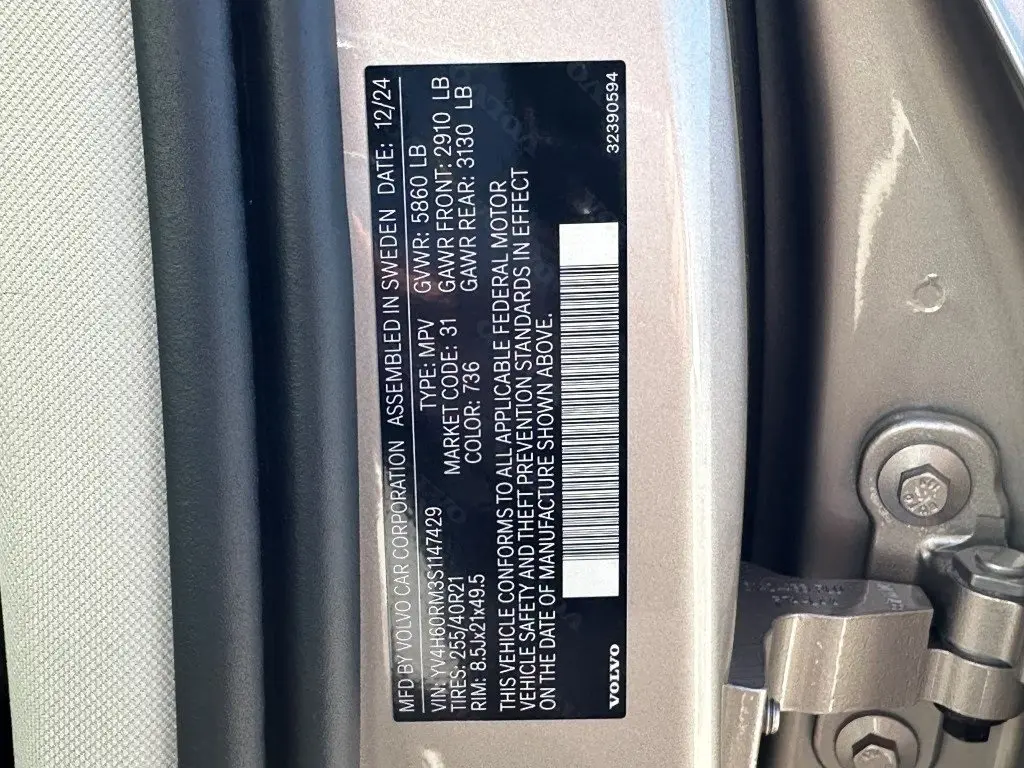 MFD BY VOLVO CAR CORPORATION ASSEMBLED IN SWEDEN DATE: 12/24
VIN: YV4H60RM3S1147429 TYPE: MPV GVWR: 5860 LB
TIRES: 255/40R21 MARKET CODE: 31 GAWR FRONT: 2910 LB
RIM: 8.5Jx21x49.5 COLOR: 736 GAWR REAR: 3130 LB
THIS VEHICLE CONFORMS TO ALL APPLICABLE FEDERAL MOTOR
VEHICLE SAFETY AND THEFT PREVENTION STANDARDS IN EFFECT
ON THE DATE OF MANUFACTURE SHOWN ABOVE.
VOLVO 32390594